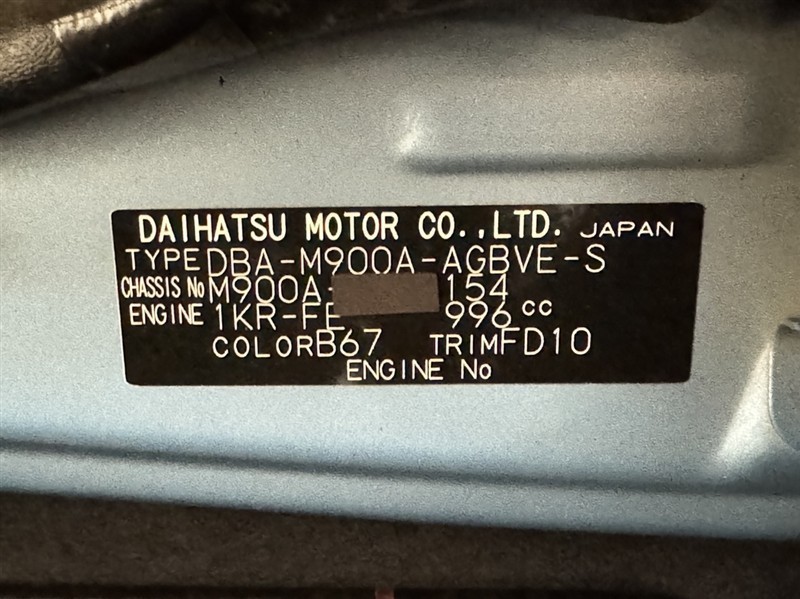 DAIHATSU MOTOR CO.,LTD. JAPAN
TYPE DBA-M900A-AGBVE-S
CHASSIS No M900A- 154
ENGINE 1KR-FE 996 cc
COLOR B67 TRIM FD10
ENGINE No